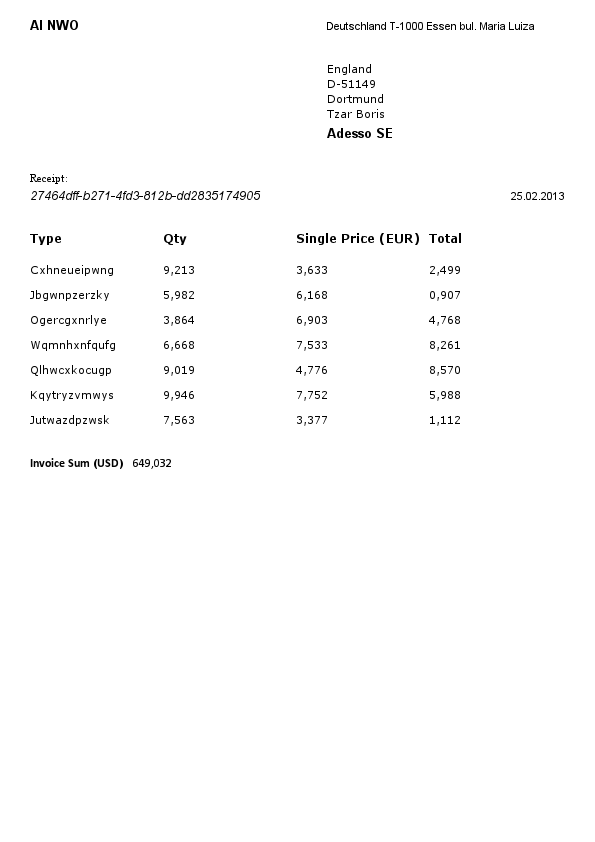 AI NWO Deutschland T-1000 Essen bul. Maria Luiza
England
D-51149
Dortmund
Tzar Boris
Adesso SE
Receipt:
27464dff-b271-4fd3-812b-dd2835174905 25.02.2013
Type Qty Single Price (EUR) Total
Cxhneueipwng 9,213 3,633 2,499
Jbgwnpzerzky 5,982 6,168 0,907
Ogercgxnrlye 3,864 6,903 4,768
Wqmnhxnfqufg 6,668 7,533 8,261
Qlhwcxkocugp 9,019 4,776 8,570
Kqytryzvmwys 9,946 7,752 5,988
Jutwazdpzwsk 7,563 3,377 1,112
Invoice Sum (USD) 649,032